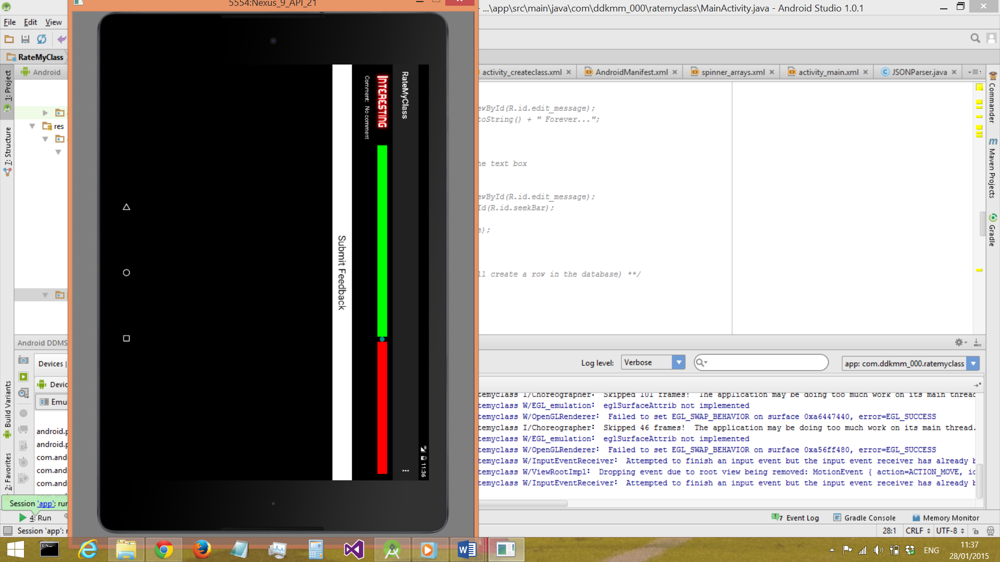 5554:Nexus_9_API_21
...\app\src\main\java\com\ddkmm_000\ratemyclass\MainActivity.java - Android Studio 1.0.1
File Edit View
RateMyClass
Android
activity_createclass.xml
AndroidManifest.xml
spinner_arrays.xml
activity_main.xml
JSONParser.java
1: Project
7: Structure
Build Variants
2: Favorites
res
RateMyClass
INTERESTING
Comment: No comment
Submit Feedback
11:36
ewById(R.id.edit_message);
toString() + " Forever...";
he text box
ewById(R.id.edit_message);
Id(R.id.seekBar);
e);
ll create a row in the database) **/
Commander
Maven Projects
Gradle
Android DDMS
Devices |
Devic
Emu
android.p
android.p
com.and
com.and
com.and
Log level: Verbose
app: com.ddkmm_000.ratemyclass
temyclass I/Choreographer: Skipped 101 frames! The application may be doing too much work on its main thread
temyclass W/EGL_emulation: eglSurfaceAttrib not implemented
temyclass W/OpenGLRenderer: Failed to set EGL_SWAP_BEHAVIOR on surface 0xa6447440, error=EGL_SUCCESS
temyclass I/Choreographer: Skipped 46 frames! The application may be doing too much work on its main thread.
temyclass W/EGL_emulation: eglSurfaceAttrib not implemented
temyclass W/OpenGLRenderer: Failed to set EGL_SWAP_BEHAVIOR on surface 0xa56ff480, error=EGL_SUCCESS
temyclass W/InputEventReceiver: Attempted to finish an input event but the input event receiver has already b
temyclass W/ViewRootImpl: Dropping event due to root view being removed: MotionEvent { action=ACTION_MOVE, id
temyclass W/InputEventReceiver: Attempted to finish an input event but the input event receiver has already b
Session 'app': run
4: Run
7 Event Log
Gradle Console
Memory Monitor
Session 'app': r
28:1 CRLF UTF-8
ENG
11:37
28/01/2015